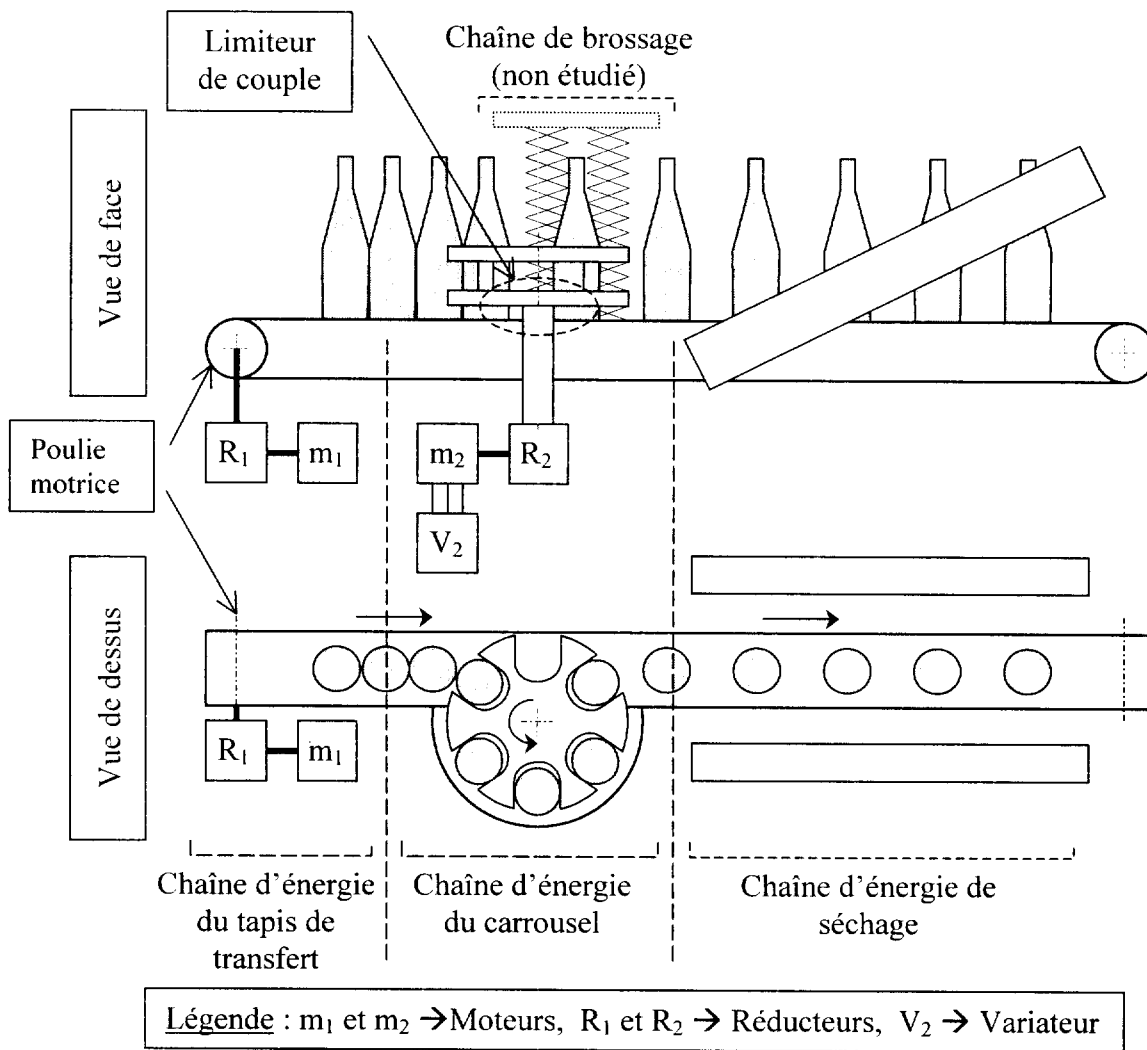 Limiteur
de couple
Chaîne de brossage
(non étudié)
Vue de face
R₁
m₁
m₂
R₂
V₂
Poulie
motrice
Vue de dessus
R₁
m₁
Chaîne d'énergie
du tapis de
transfert
Chaîne d'énergie
du carrousel
Chaîne d'énergie de
séchage
Légende : m₁ et m₂ →Moteurs, R₁ et R₂ → Réducteurs, V₂ → Variateur